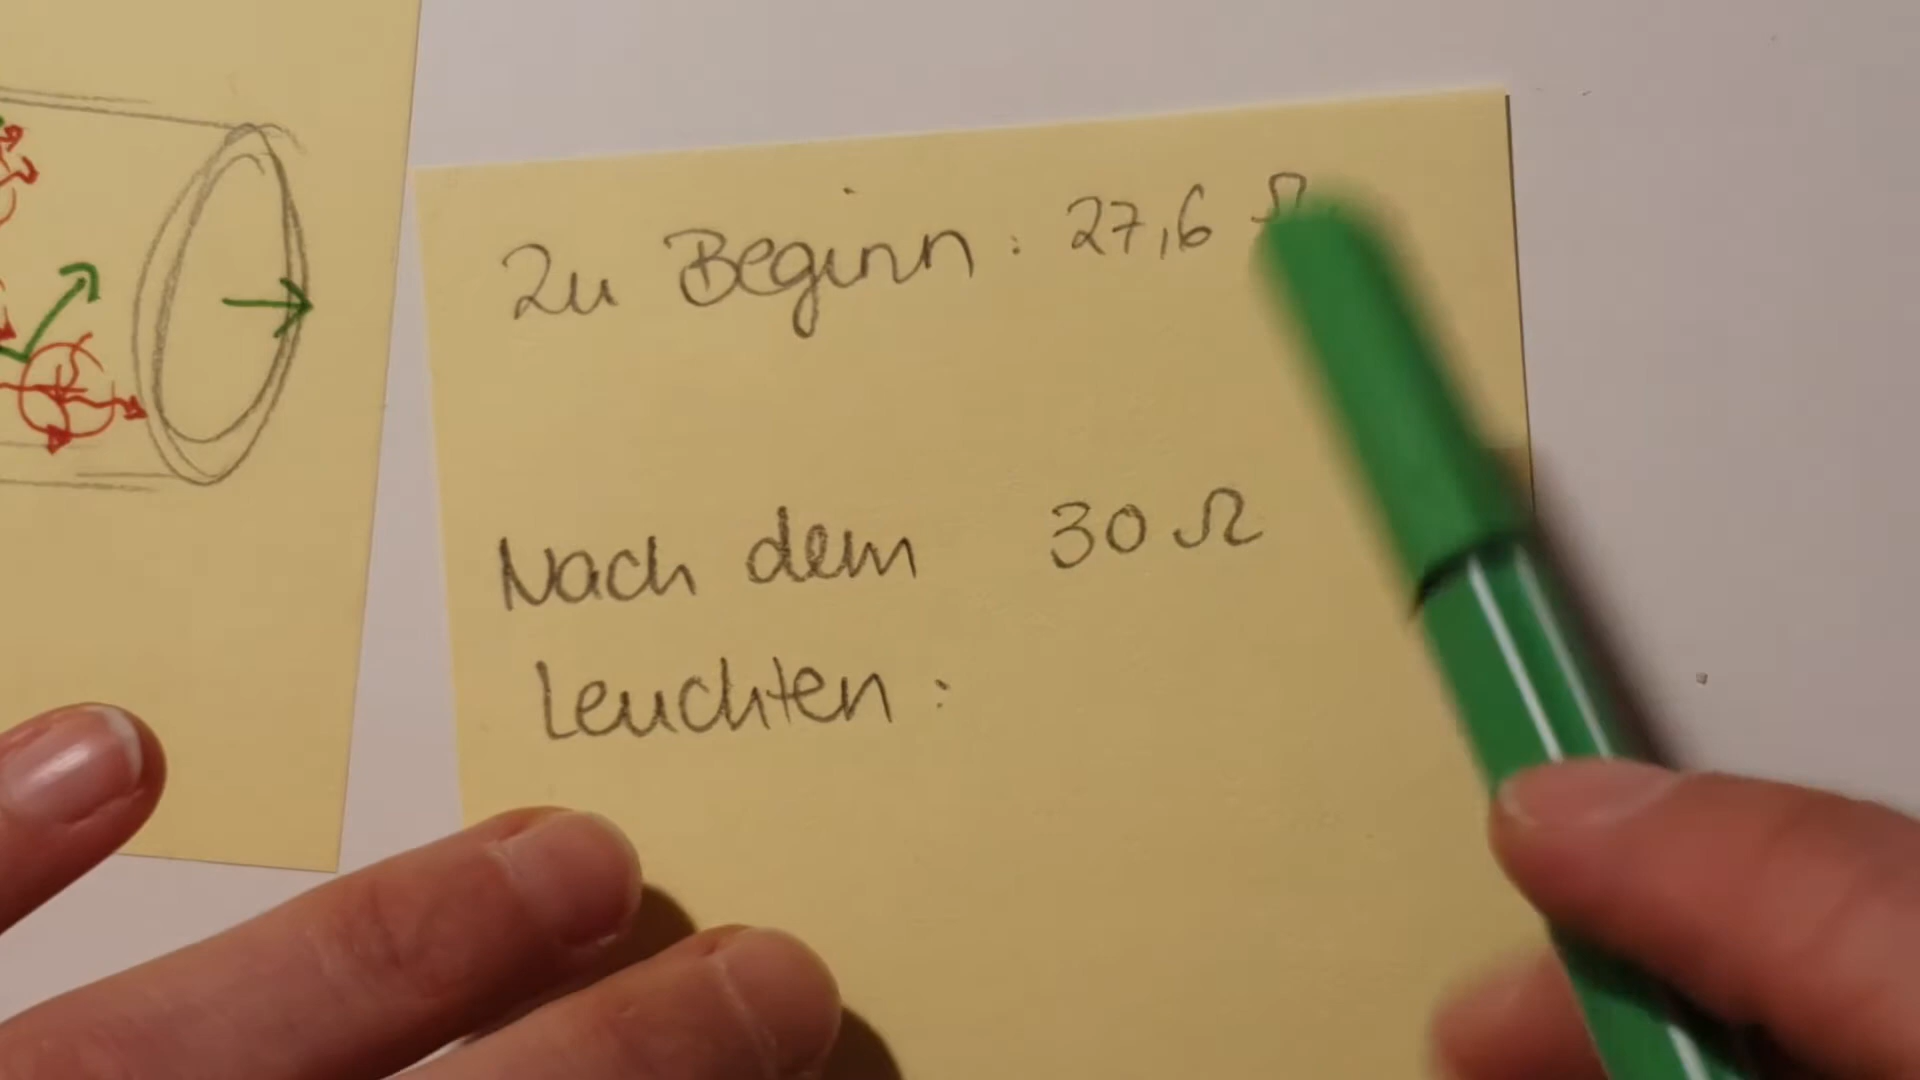 Zu Beginn: 27,6 Ω
Nach dem 30 Ω
Leuchten: